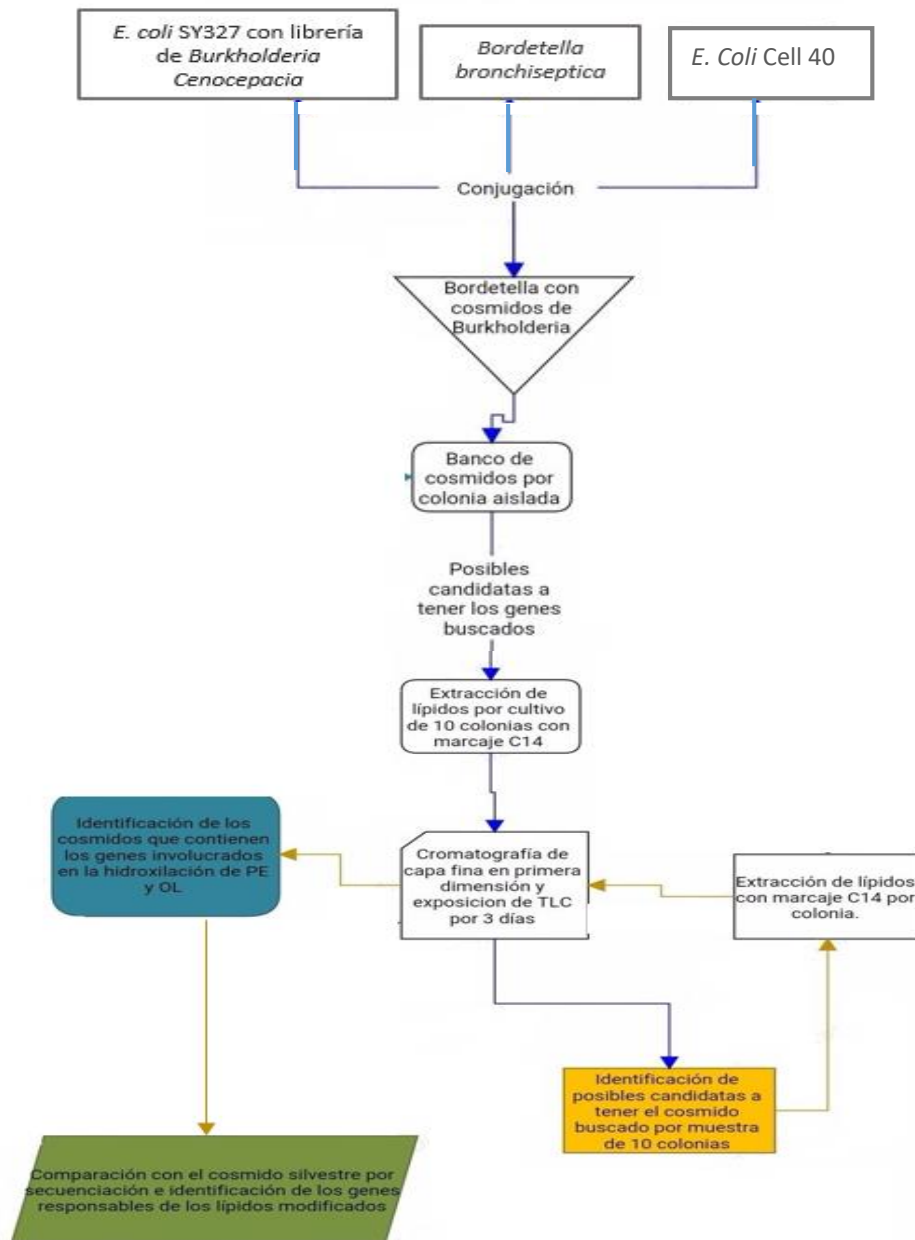 E. coli SY327 con librería
de Burkholderia
Cenocepacia
Bordetella
bronchiseptica
E. Coli Cell 40
Conjugación
Bordetella con
cosmidos de
Burkholderia
Banco de
cosmidos por
colonia aislada
Posibles
candidatas a
tener los genes
buscados
Extracción de
lípidos por cultivo
de 10 colonias con
marcaje C14
Identificación de los
cosmidos que contienen
los genes involucrados
en la hidroxilación de PE
y OL
Cromatografía de
capa fina en primera
dimensión y
exposicion de TLC
por 3 días
Extracción de lípidos
con marcaje C14 por
colonia.
Identificación de
posibles candidatas a
tener el cosmido
buscado por muestra
de 10 colonias
Comparación con el cosmido silvestre por
secuenciación e identificación de los genes
responsables de los lípidos modificados